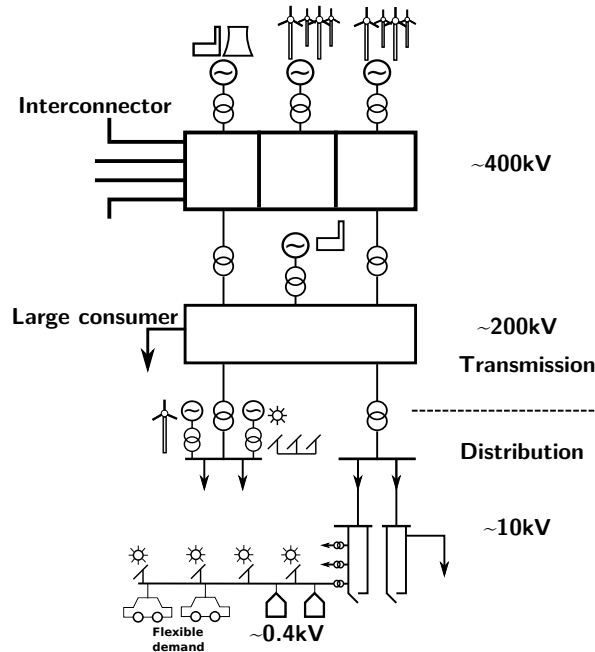 Interconnector
~400kV
Large consumer
~200kV
Transmission
Distribution
~10kV
~0.4kV
Flexible
demand